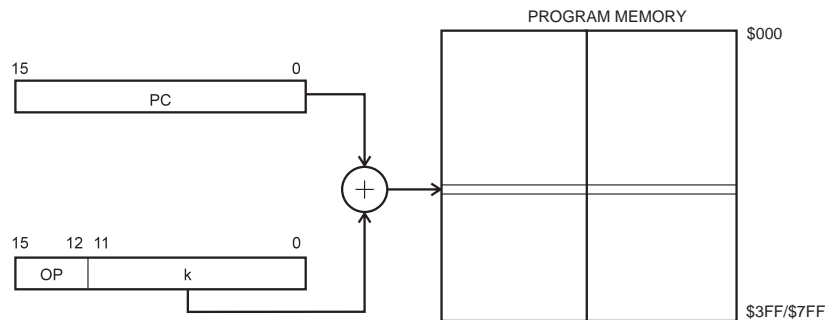 PROGRAM MEMORY
$000
15 0
PC
+
15 12 11 0
OP k
$3FF/$7FF